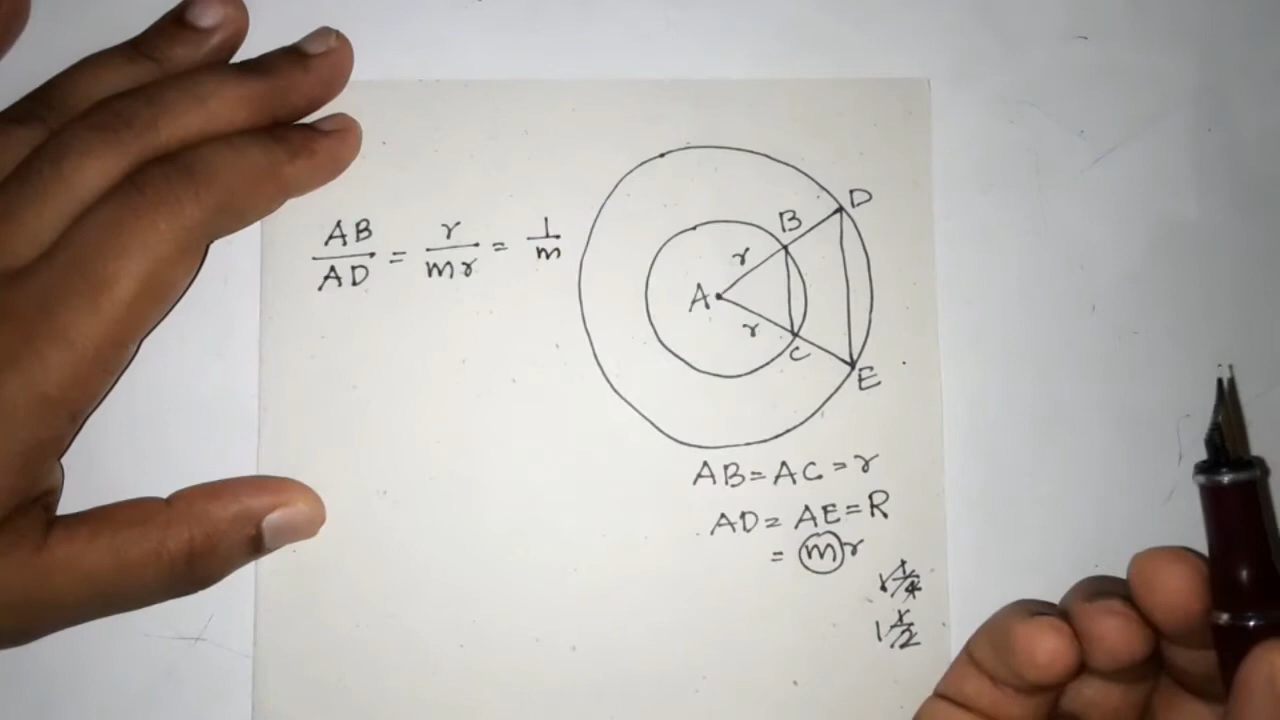 AB/AD = r/mr = 1/m
D
B
r
A
r
C
E
AB = AC = r
AD = AE = R
= mr